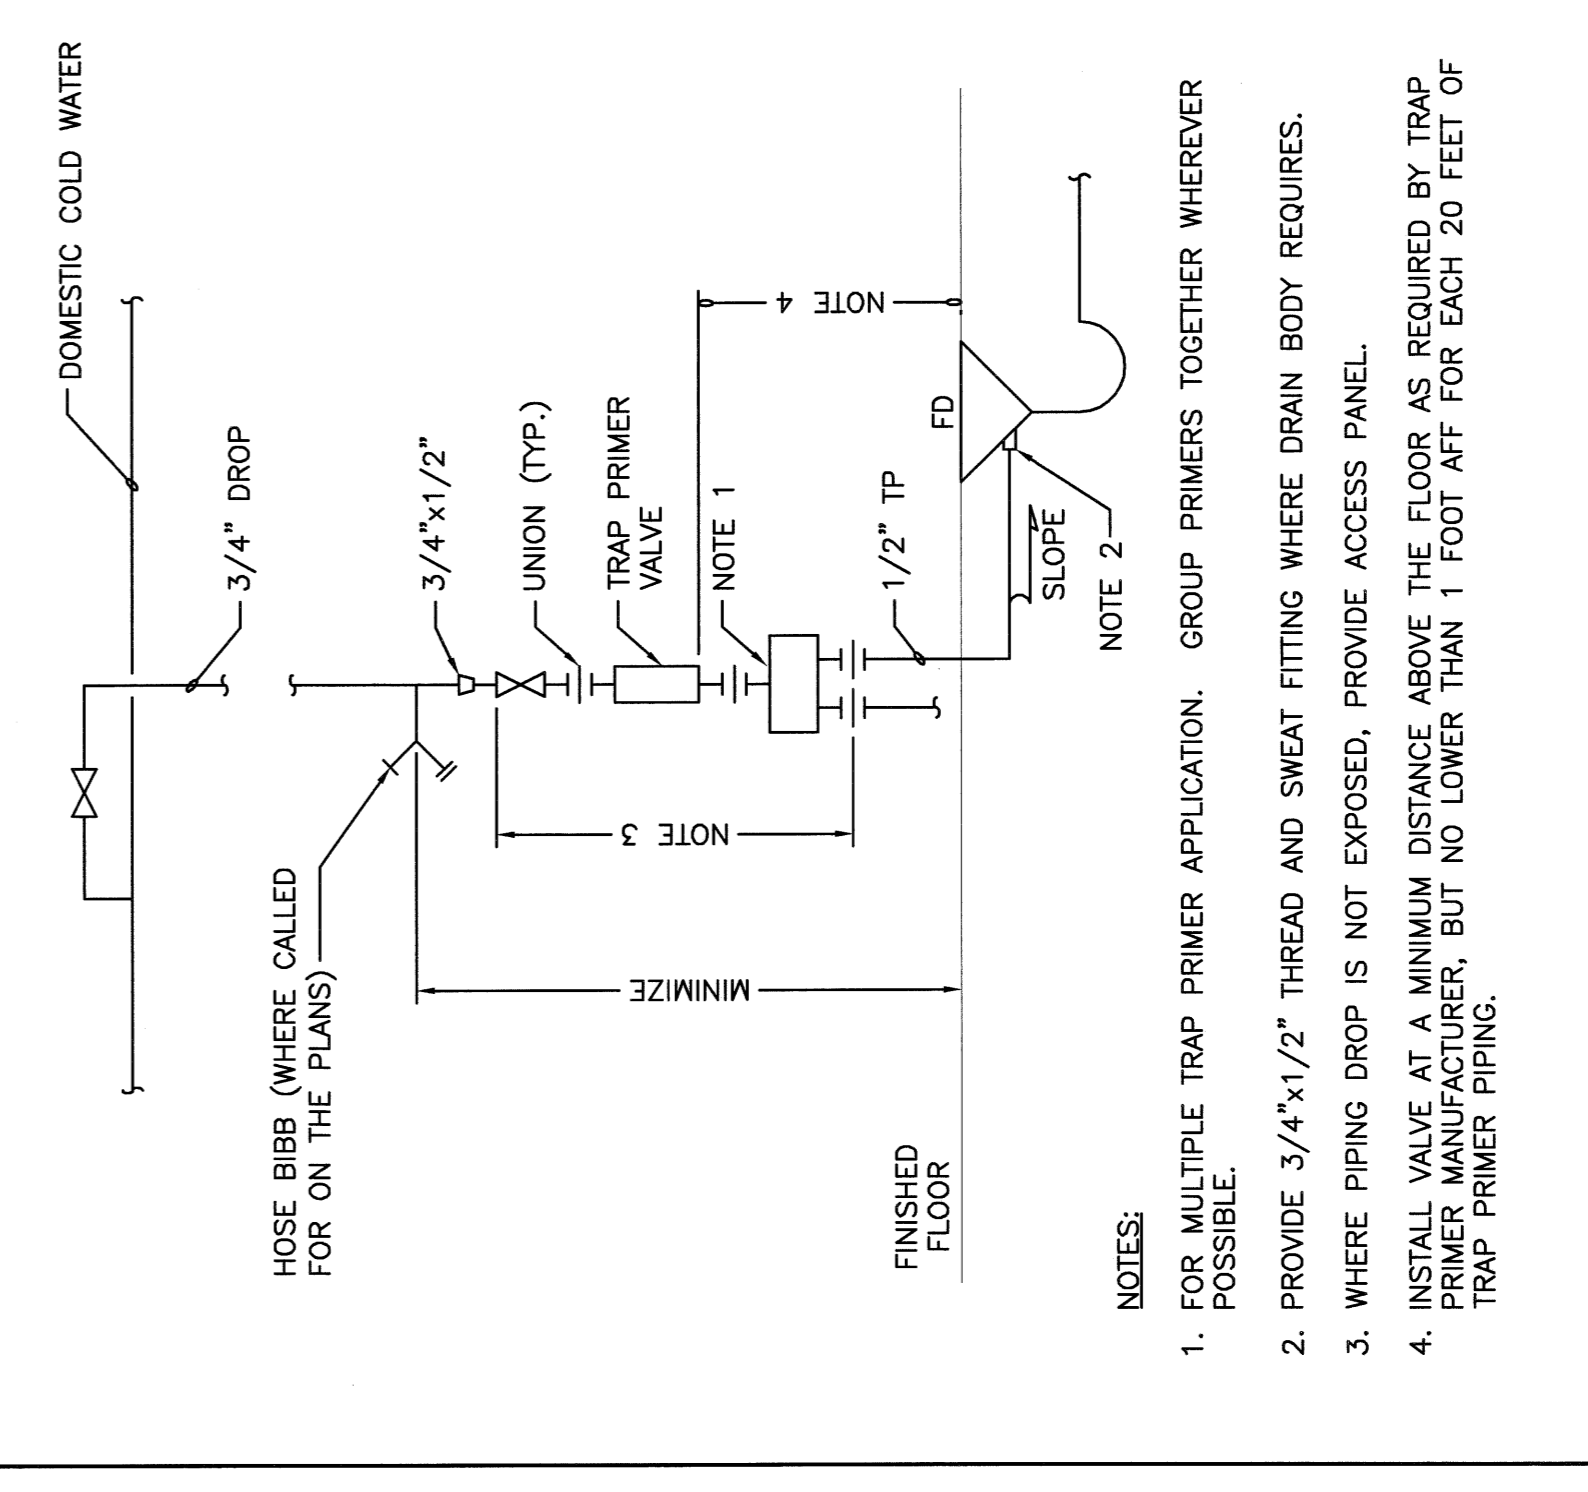 DOMESTIC COLD WATER
3/4" DROP
HOSE BIBB (WHERE CALLED
FOR ON THE PLANS)
3/4"x1/2"
UNION (TYP.)
TRAP PRIMER
VALVE
NOTE 1
NOTE 3
NOTE 4
MINIMIZE
1/2" TP
FD
FINISHED
FLOOR
SLOPE
NOTE 2
NOTES:
1. FOR MULTIPLE TRAP PRIMER APPLICATION. GROUP PRIMERS TOGETHER WHEREVER
POSSIBLE.
2. PROVIDE 3/4"x1/2" THREAD AND SWEAT FITTING WHERE DRAIN BODY REQUIRES.
3. WHERE PIPING DROP IS NOT EXPOSED, PROVIDE ACCESS PANEL.
4. INSTALL VALVE AT A MINIMUM DISTANCE ABOVE THE FLOOR AS REQUIRED BY TRAP
PRIMER MANUFACTURER, BUT NO LOWER THAN 1 FOOT AFF FOR EACH 20 FEET OF
TRAP PRIMER PIPING.